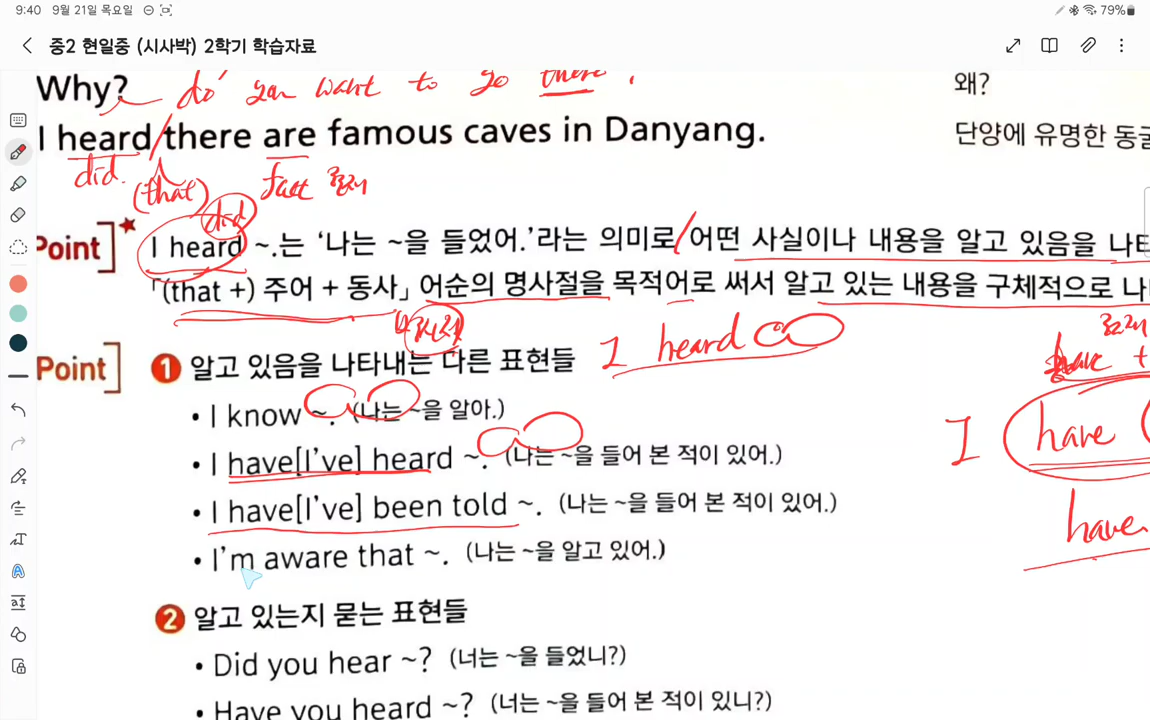 9:40 9월 21일 목요일 79%
중2 현일중 (시사박) 2학기 학습자료
Why? do you want to go there ? 왜?
I heard there are famous caves in Danyang. 단양에 유명한 동굴
did. (that) fact
did
Point] I heard ~.는 ‘나는 ~을 들었어.’라는 의미로 어떤 사실이나 내용을 알고 있음을 나타
「(that +) 주어 + 동사」 어순의 명사절을 목적어로 써서 알고 있는 내용을 구체적으로 나
I heard
Point] 1 알고 있음을 나타내는 다른 표현들
have +
• I know ~. (나는 ~을 알아.)
I have
• I have[I’ve] heard ~. (나는 ~을 들어 본 적이 있어.)
• I have[I’ve] been told ~. (나는 ~을 들어 본 적이 있어.)
have
• I’m aware that ~. (나는 ~을 알고 있어.)
2 알고 있는지 묻는 표현들
• Did you hear ~? (너는 ~을 들었니?)
• Have you heard ~? (너는 ~을 들어 본 적이 있니?)